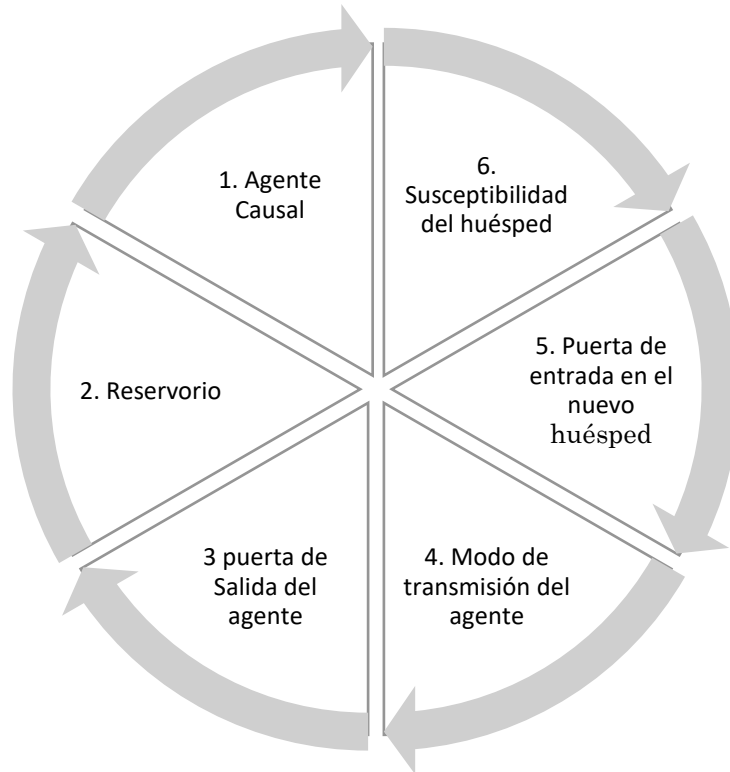 1. Agente
Causal
6.
Susceptibilidad
del huésped
5. Puerta de
entrada en el
nuevo
huésped
4. Modo de
transmisión del
agente
3 puerta de
Salida del
agente
2. Reservorio